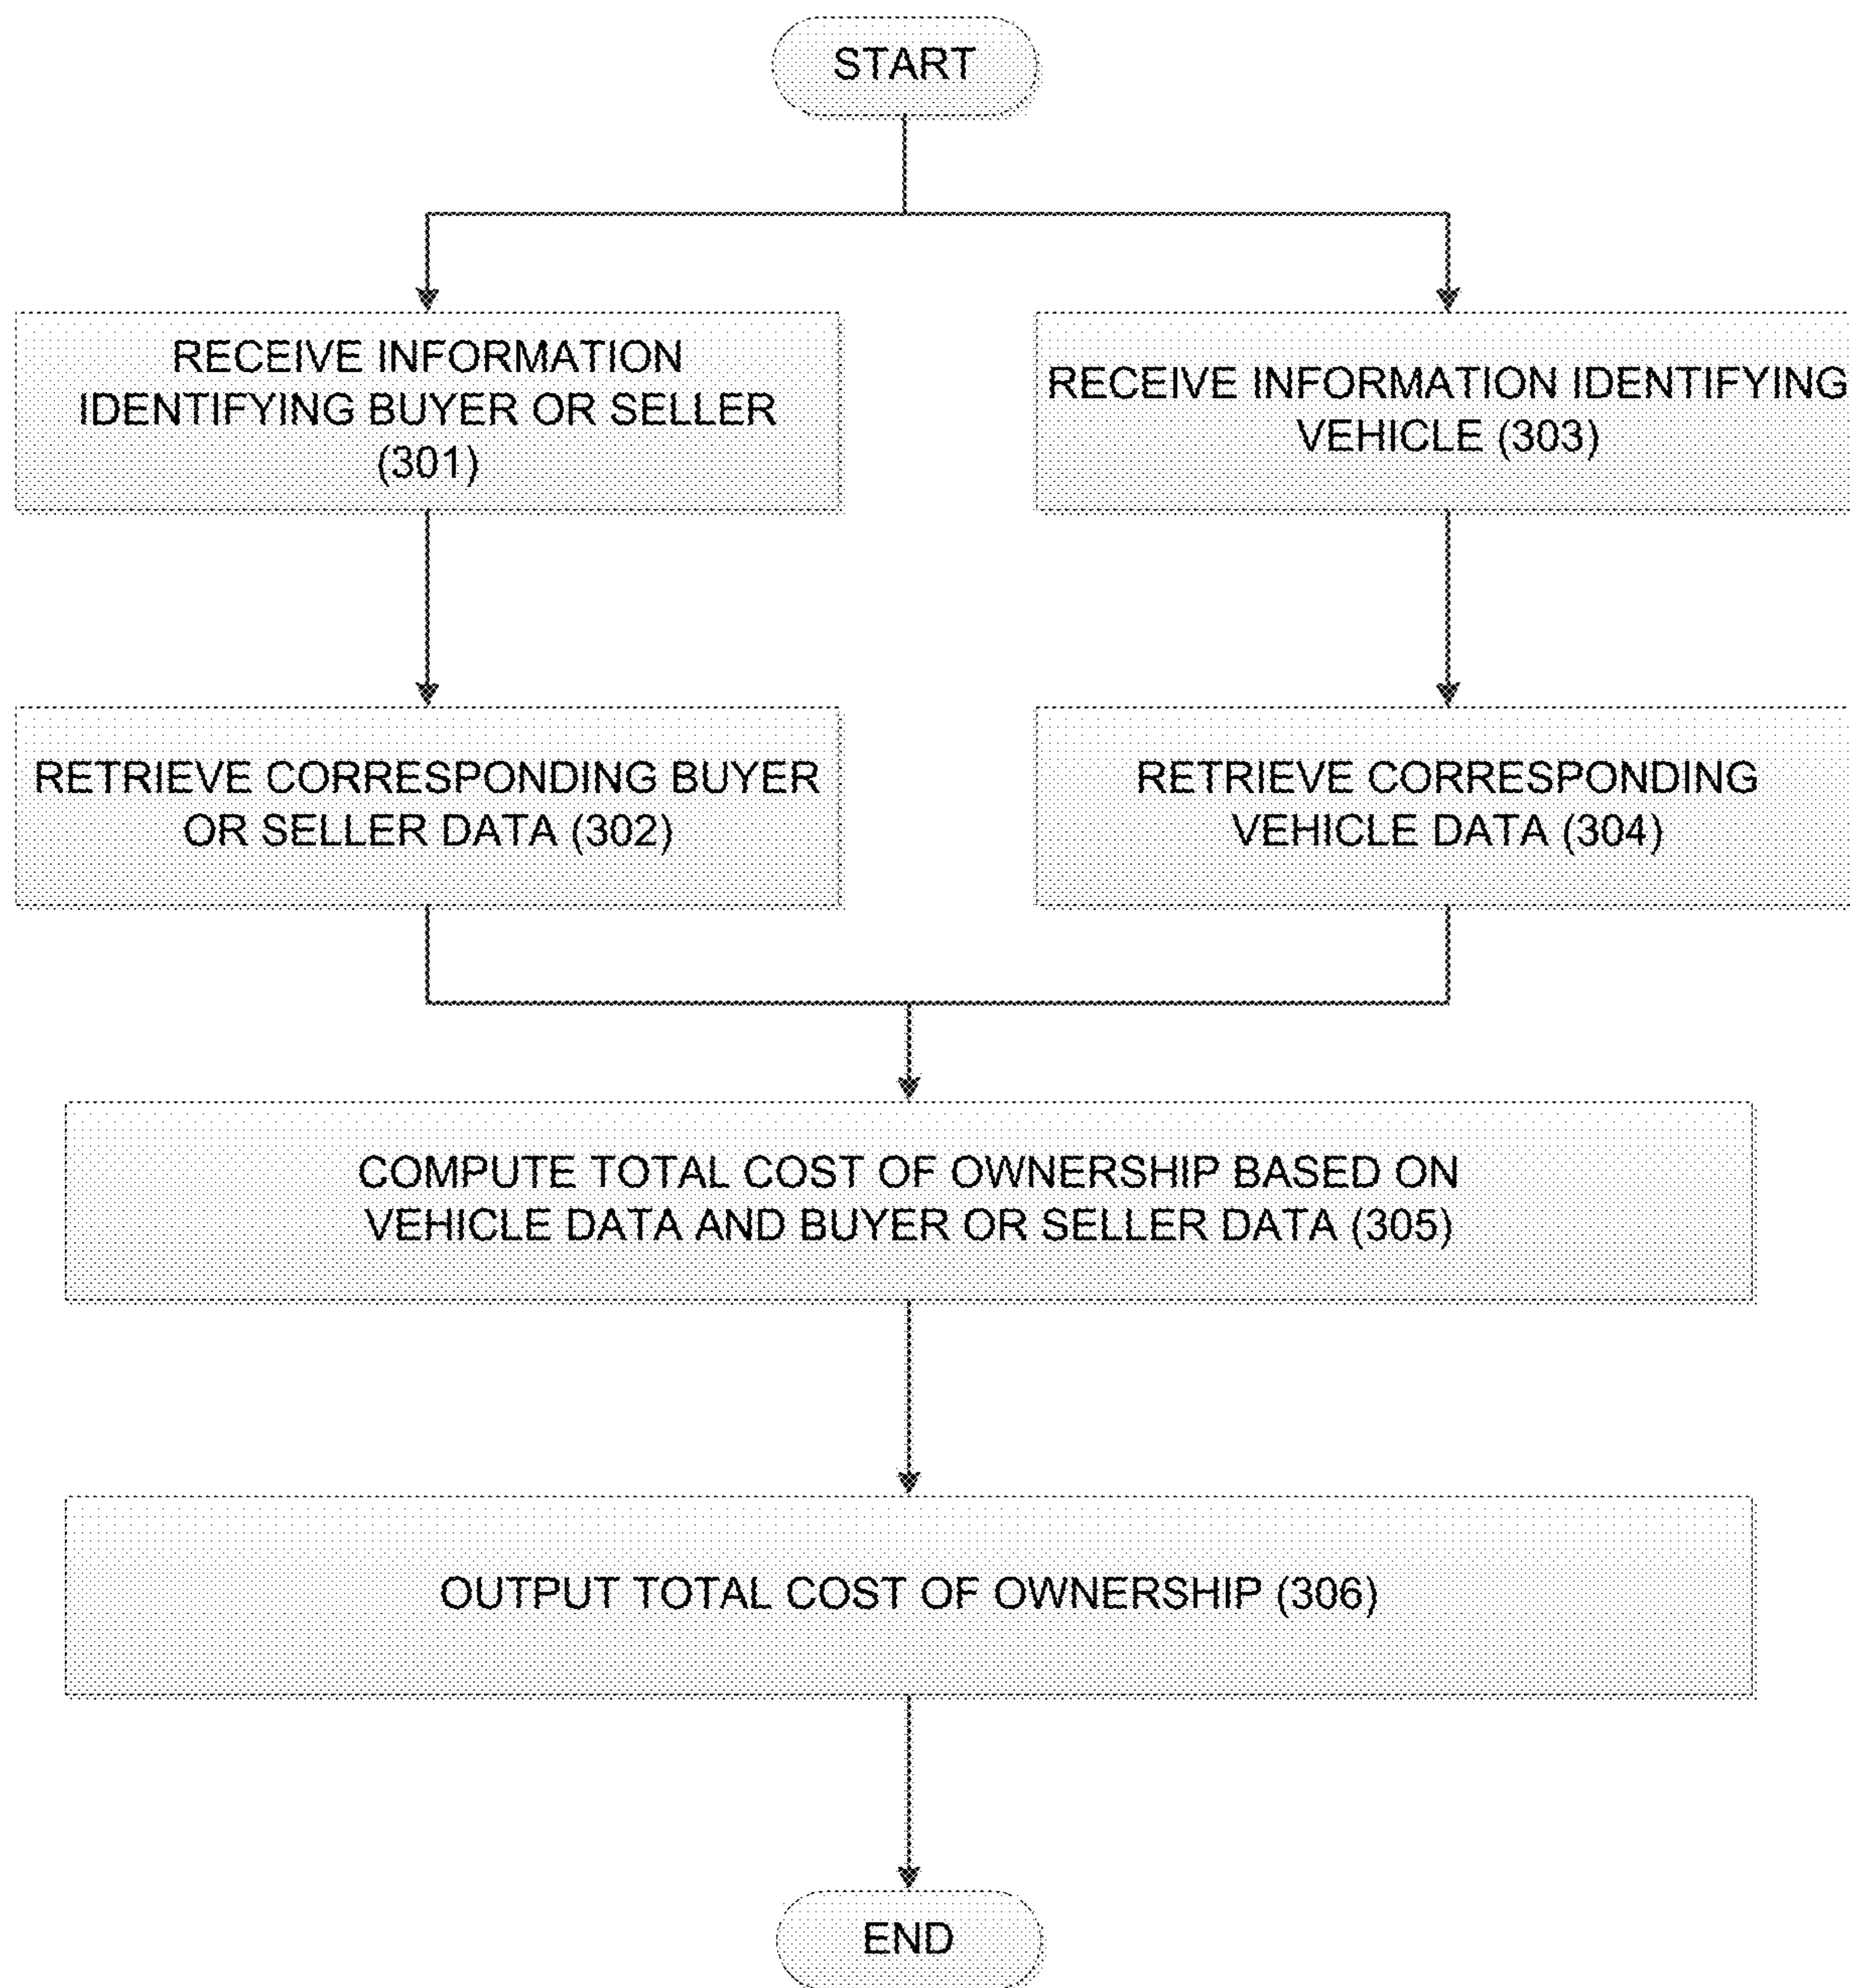 START
RECEIVE INFORMATION
IDENTIFYING BUYER OR SELLER
(301)
RECEIVE INFORMATION IDENTIFYING
VEHICLE (303)
RETRIEVE CORRESPONDING BUYER
OR SELLER DATA (302)
RETRIEVE CORRESPONDING
VEHICLE DATA (304)
COMPUTE TOTAL COST OF OWNERSHIP BASED ON
VEHICLE DATA AND BUYER OR SELLER DATA (305)
OUTPUT TOTAL COST OF OWNERSHIP (306)
END